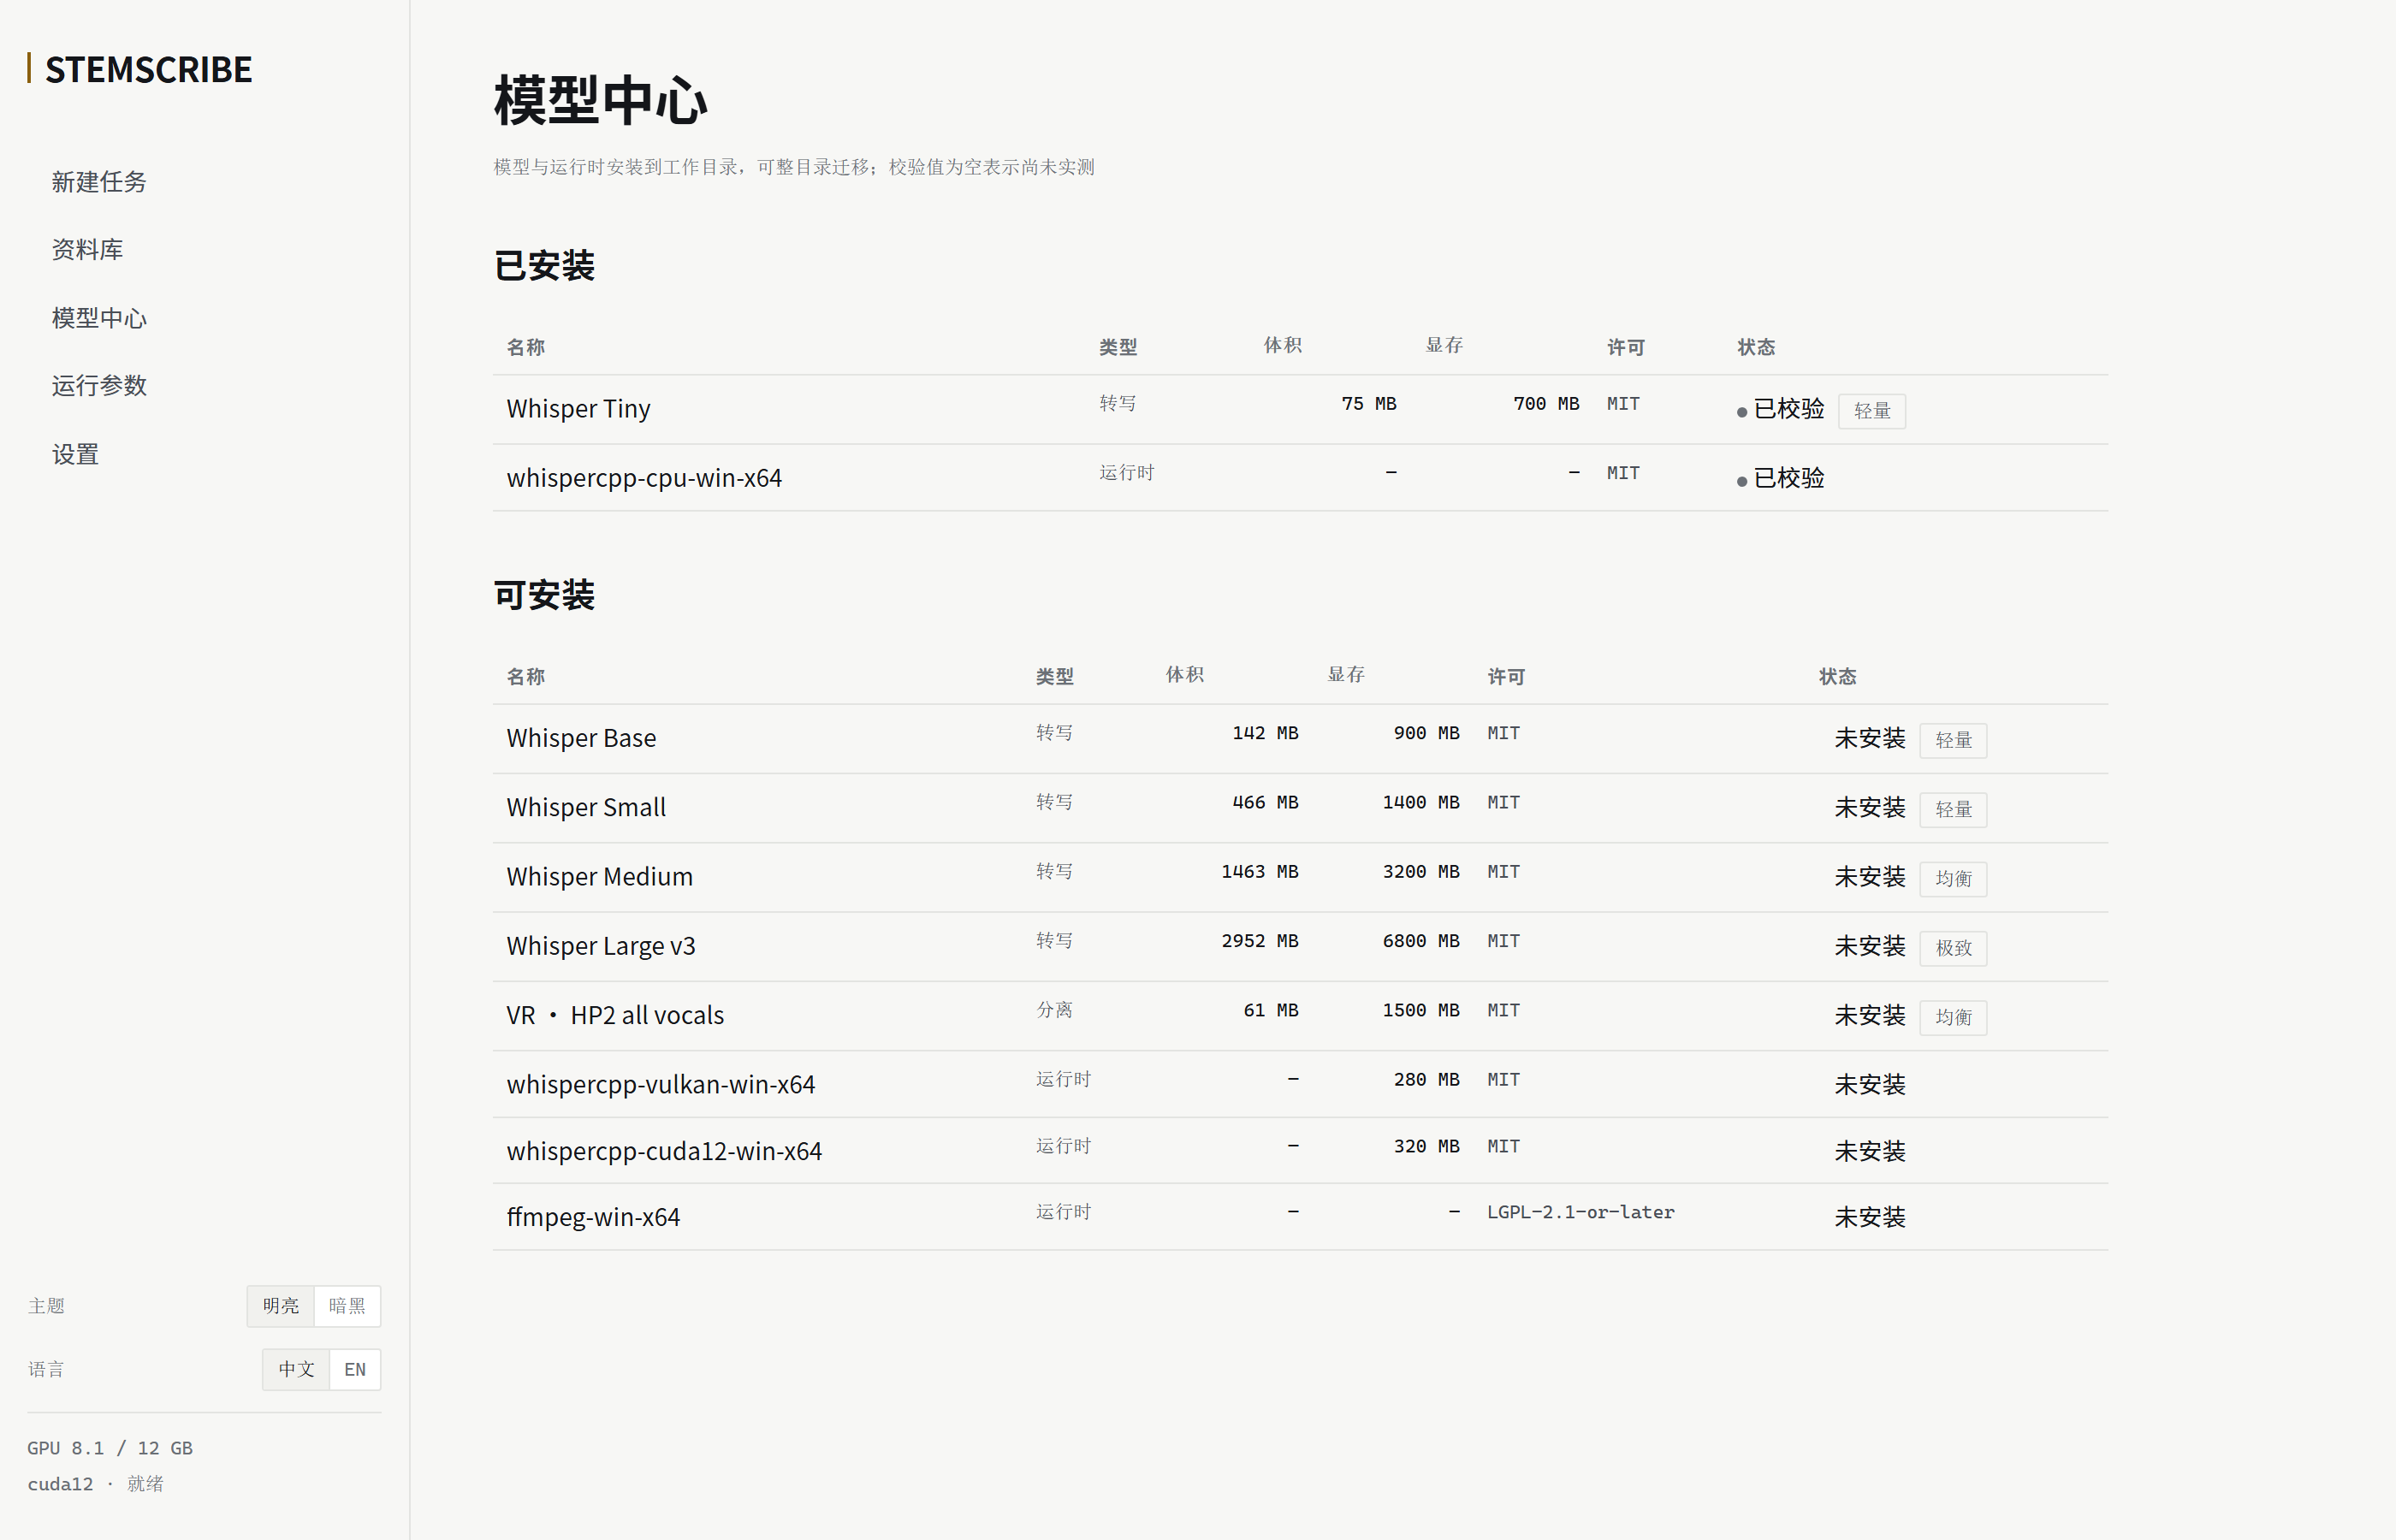 STEMSCRIBE
新建任务
资料库
模型中心
运行参数
设置
主题 明亮 暗黑
语言 中文 EN
GPU 8.1 / 12 GB
cuda12 · 就绪
模型中心
模型与运行时安装到工作目录，可整目录迁移；校验值为空表示尚未实测
已安装
名称 类型 体积 显存 许可 状态
Whisper Tiny 转写 75 MB 700 MB MIT 已校验 轻量
whispercpp-cpu-win-x64 运行时 — — MIT 已校验
可安装
名称 类型 体积 显存 许可 状态
Whisper Base 转写 142 MB 900 MB MIT 未安装 轻量
Whisper Small 转写 466 MB 1400 MB MIT 未安装 轻量
Whisper Medium 转写 1463 MB 3200 MB MIT 未安装 均衡
Whisper Large v3 转写 2952 MB 6800 MB MIT 未安装 极致
VR · HP2 all vocals 分离 61 MB 1500 MB MIT 未安装 均衡
whispercpp-vulkan-win-x64 运行时 — 280 MB MIT 未安装
whispercpp-cuda12-win-x64 运行时 — 320 MB MIT 未安装
ffmpeg-win-x64 运行时 — — LGPL-2.1-or-later 未安装